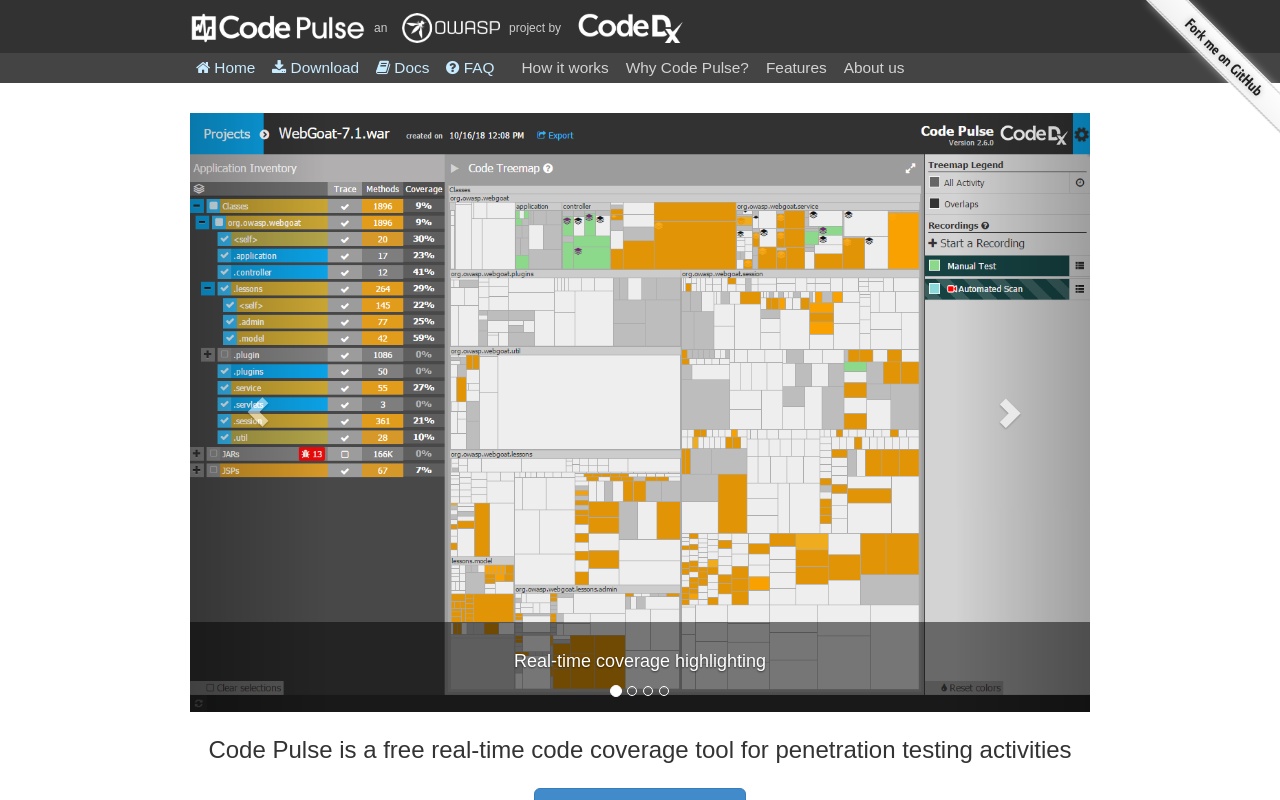 Code Pulse an OWASP project by Code Dx
Fork me on GitHub
Home Download Docs FAQ How it works Why Code Pulse? Features About us
Projects WebGoat-7.1.war created on 10/16/18 12:08 PM Export
Code Pulse Code Dx
Version 2.6.0
Application Inventory
Trace Methods Coverage
Classes 1896 9%
org.owasp.webgoat 1896 9%
<self> 20 30%
.application 17 23%
.controller 12 41%
.lessons 264 29%
<self> 145 22%
.admin 77 25%
.model 42 59%
.plugin 1086 0%
.plugins 50 0%
.service 55 27%
.servlets 3 0%
.session 361 21%
.util 28 10%
JARs 13 166K 0%
JSPs 67 7%
Clear selections
Code Treemap
Classes
org.owasp.webgoat
application controller org.owasp.webgoat.service
org.owasp.webgoat.plugins org.owasp.webgoat.session
org.owasp.webgoat.util
org.owasp.webgoat.lessons
lessons.model
org.owasp.webgoat.lessons.admin
Treemap Legend
All Activity
Overlaps
Recordings
Start a Recording
Manual Test
Automated Scan
Reset colors
Real-time coverage highlighting
Code Pulse is a free real-time code coverage tool for penetration testing activities